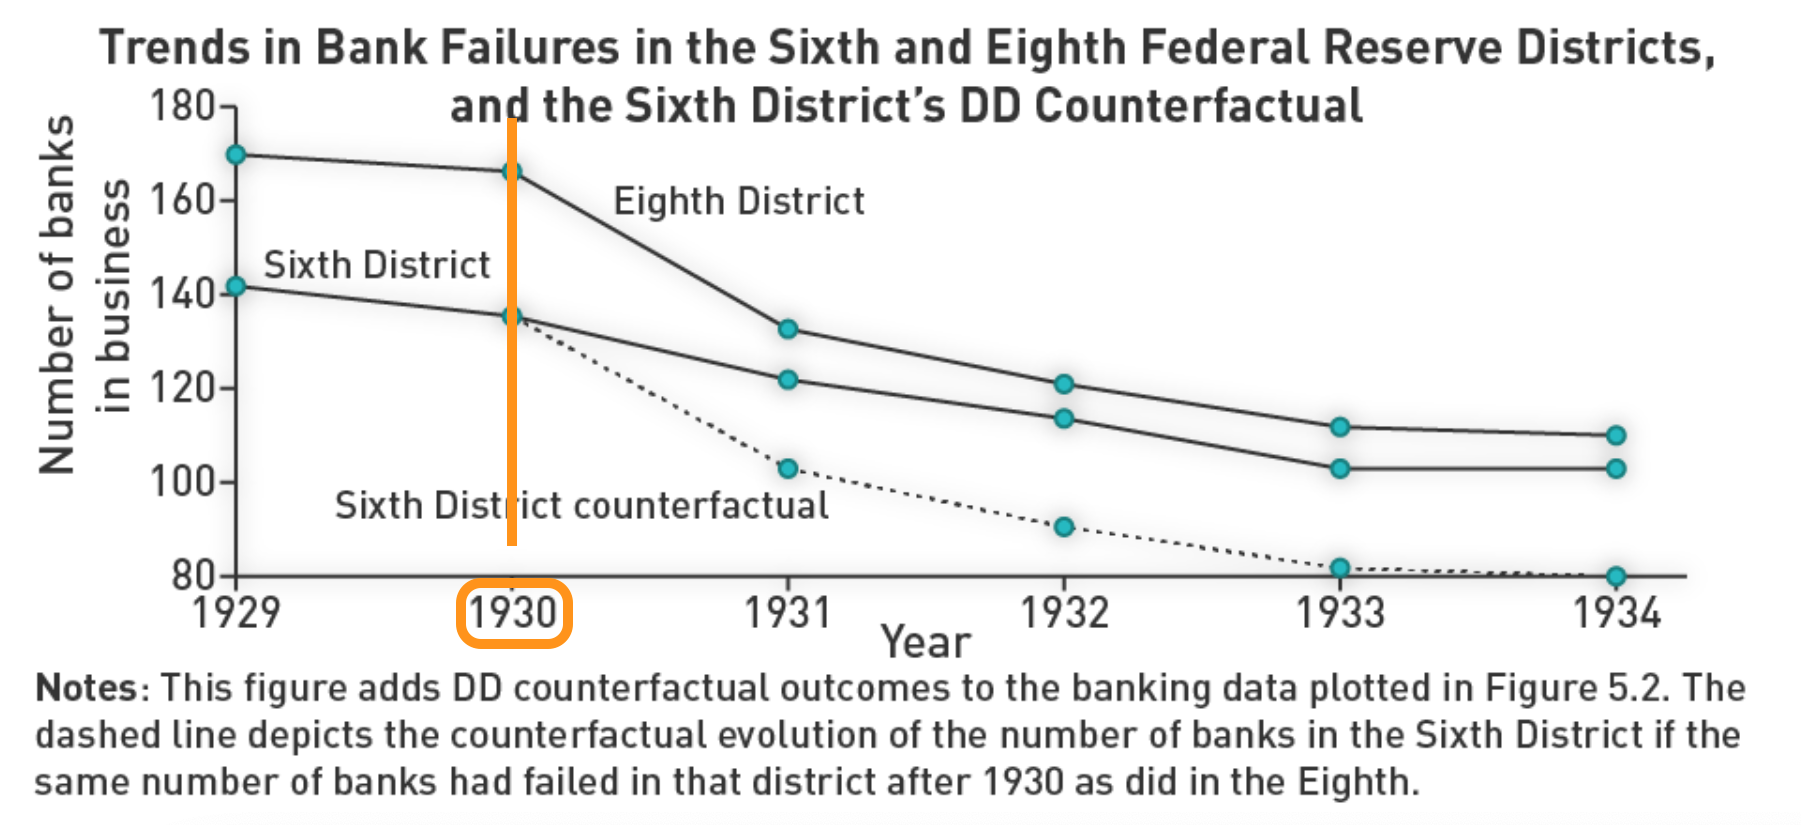 Trends in Bank Failures in the Sixth and Eighth Federal Reserve Districts,
and the Sixth District’s DD Counterfactual
Number of banks
in business
180
160
140
120
100
80
Eighth District
Sixth District
Sixth District counterfactual
1929 1930 1931 1932 1933 1934
Year
Notes: This figure adds DD counterfactual outcomes to the banking data plotted in Figure 5.2. The
dashed line depicts the counterfactual evolution of the number of banks in the Sixth District if the
same number of banks had failed in that district after 1930 as did in the Eighth.